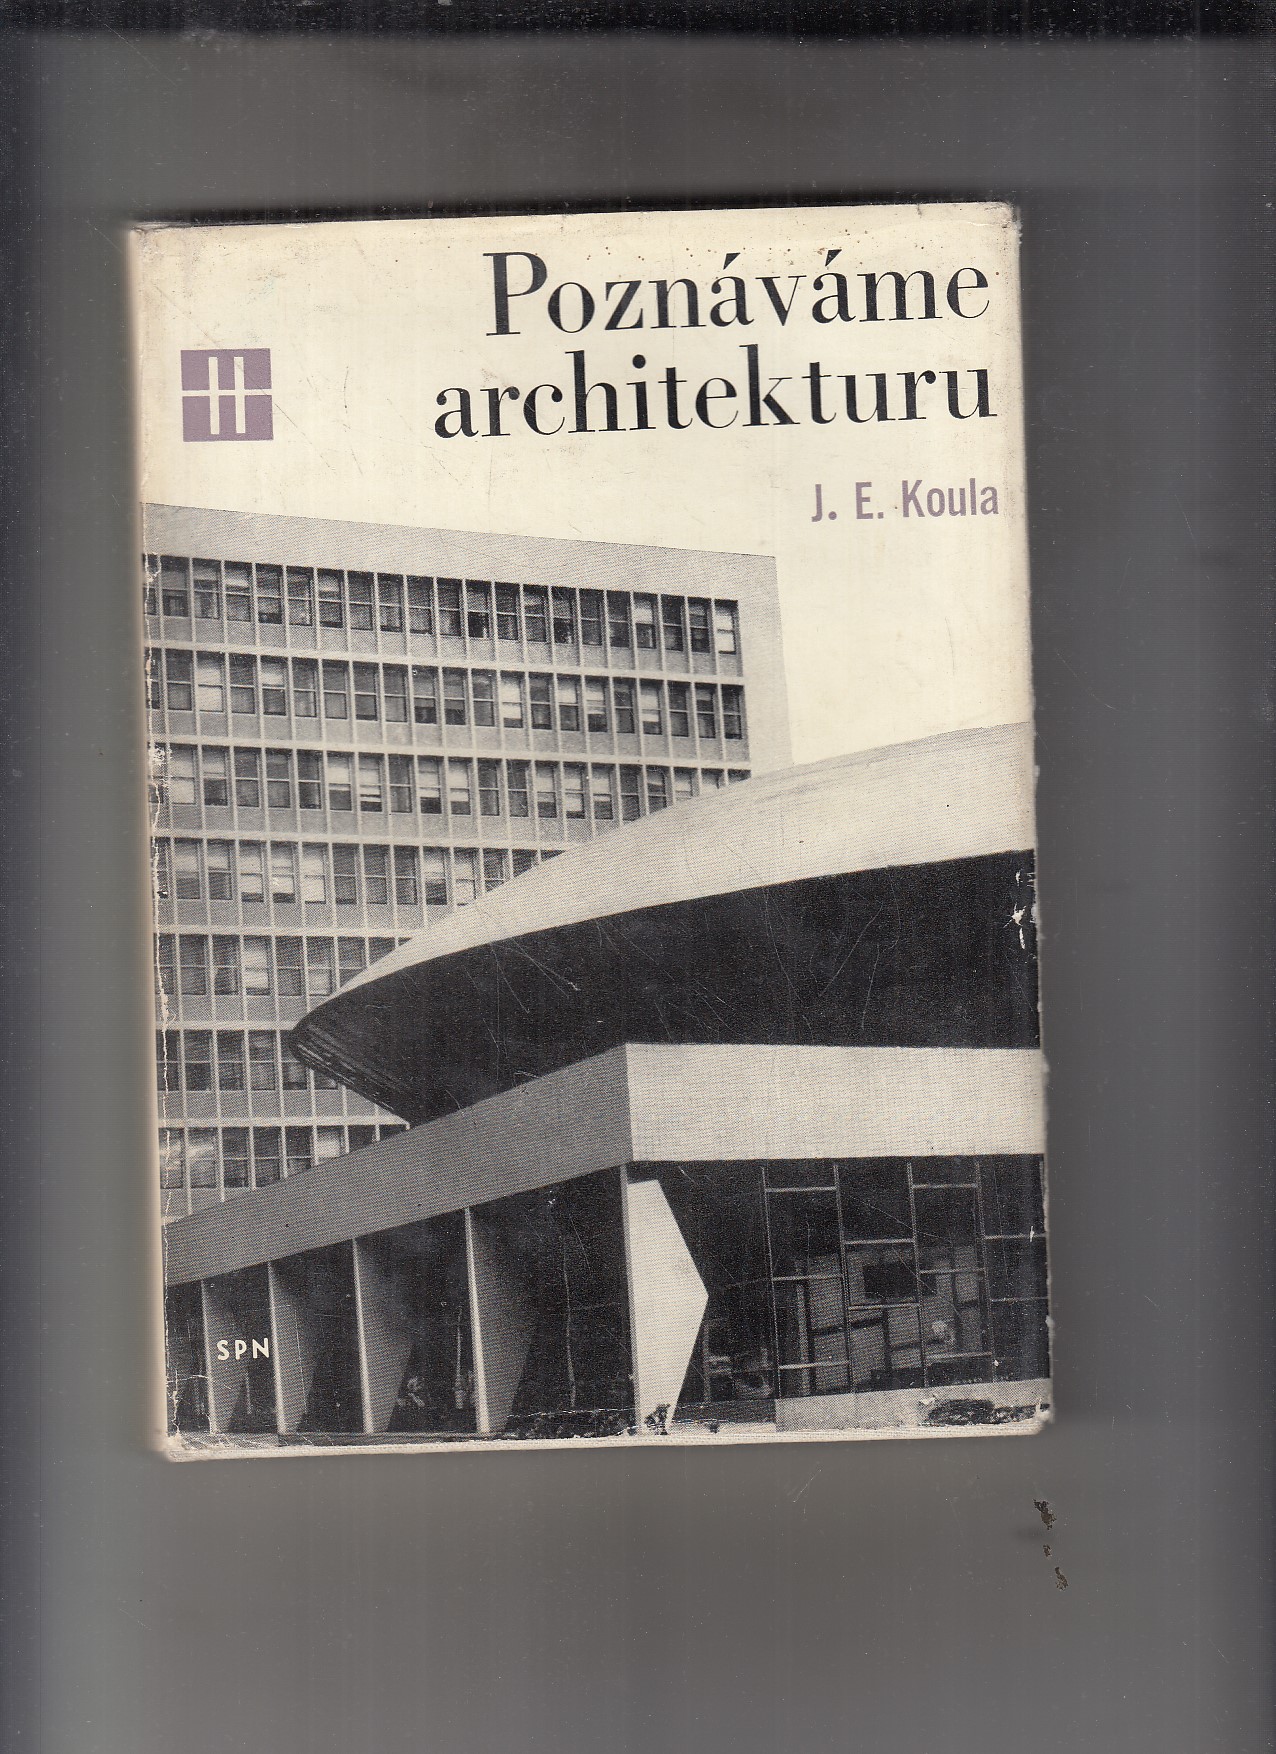 Poznáváme
architekturu
J. E. Koula
SPN